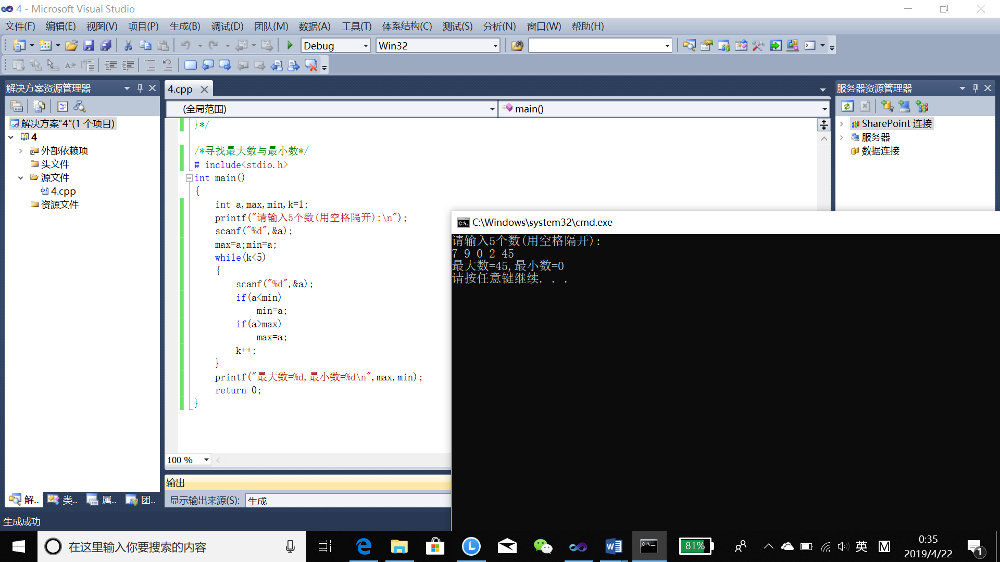 4 - Microsoft Visual Studio
文件(F) 编辑(E) 视图(V) 项目(P) 生成(B) 调试(D) 团队(M) 数据(A) 工具(T) 体系结构(C) 测试(S) 分析(N) 窗口(W) 帮助(H)
Debug Win32
解决方案资源管理器
解决方案"4"(1 个项目)
4
外部依赖项
头文件
源文件
4.cpp
资源文件
解.. 类.. 属.. 团..
4.cpp
(全局范围) main()
}*/
/*寻找最大数与最小数*/
# include<stdio.h>
int main()
{
int a,max,min,k=1;
printf("请输入5个数(用空格隔开):\n");
scanf("%d",&a);
max=a;min=a;
while(k<5)
{
scanf("%d",&a);
if(a<min)
min=a;
if(a>max)
max=a;
k++;
}
printf("最大数=%d,最小数=%d\n",max,min);
return 0;
}
100 %
输出
显示输出来源(S): 生成
服务器资源管理器
SharePoint 连接
服务器
数据连接
C:\Windows\system32\cmd.exe
请输入5个数(用空格隔开):
7 9 0 2 45
最大数=45,最小数=0
请按任意键继续. . .
生成成功
在这里输入你要搜索的内容
81%
英
M
0:35
2019/4/22
1